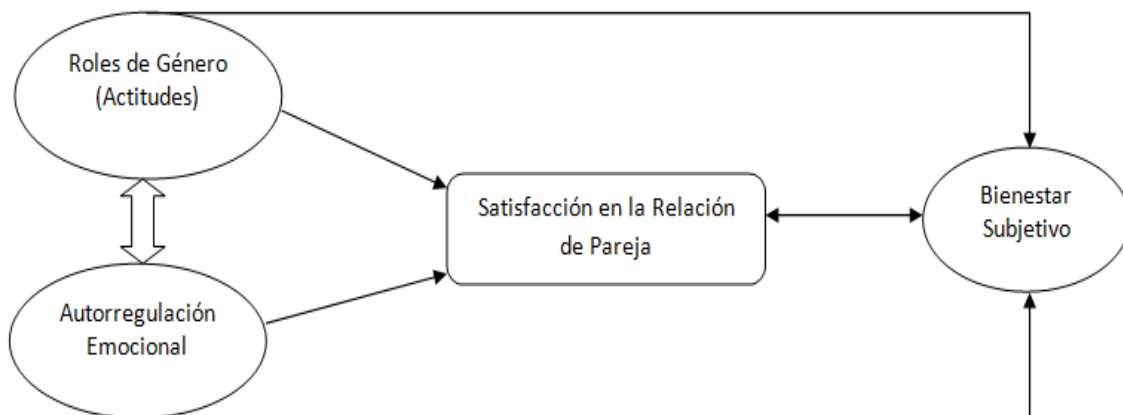 Roles de Género
(Actitudes)
Satisfacción en la Relación
de Pareja
Bienestar
Subjetivo
Autorregulación
Emocional